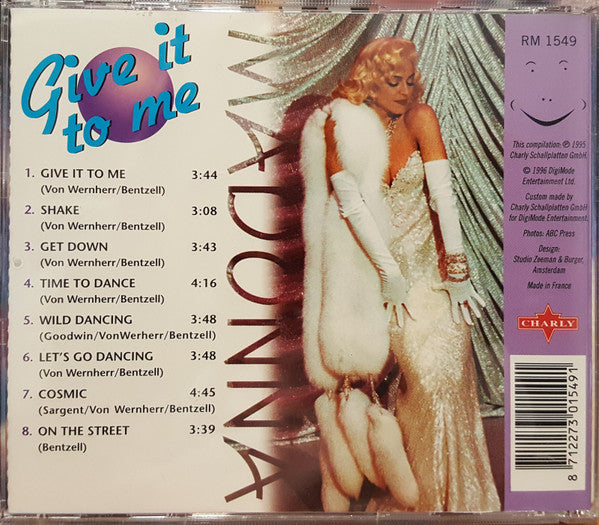 Give it
to me
1. GIVE IT TO ME 3:44
(Von Wernherr/Bentzell)
2. SHAKE 3:08
(Von Wernherr/Bentzell)
3. GET DOWN 3:43
(Von Wernherr/Bentzell)
4. TIME TO DANCE 4:16
(Von Wernherr/Bentzell)
5. WILD DANCING 3:48
(Goodwin/VonWerherr/Bentzell)
6. LET'S GO DANCING 3:48
(Von Wernherr/Bentzell)
7. COSMIC 4:45
(Sargent/Von Wernherr/Bentzell)
8. ON THE STREET 3:39
(Bentzell)
MADONNA
RM 1549
This compilation: ℗ 1995
Charly Schallplatten GmbH.
© 1996 DigiMode
Entertainment Ltd.
Custom made by
Charly Schallplatten GmbH
for DigiMode Entertainment.
Photos: ABC Press
Design:
Studio Zeeman & Burger,
Amsterdam
Made in France
CHARLY
8 712273 015491